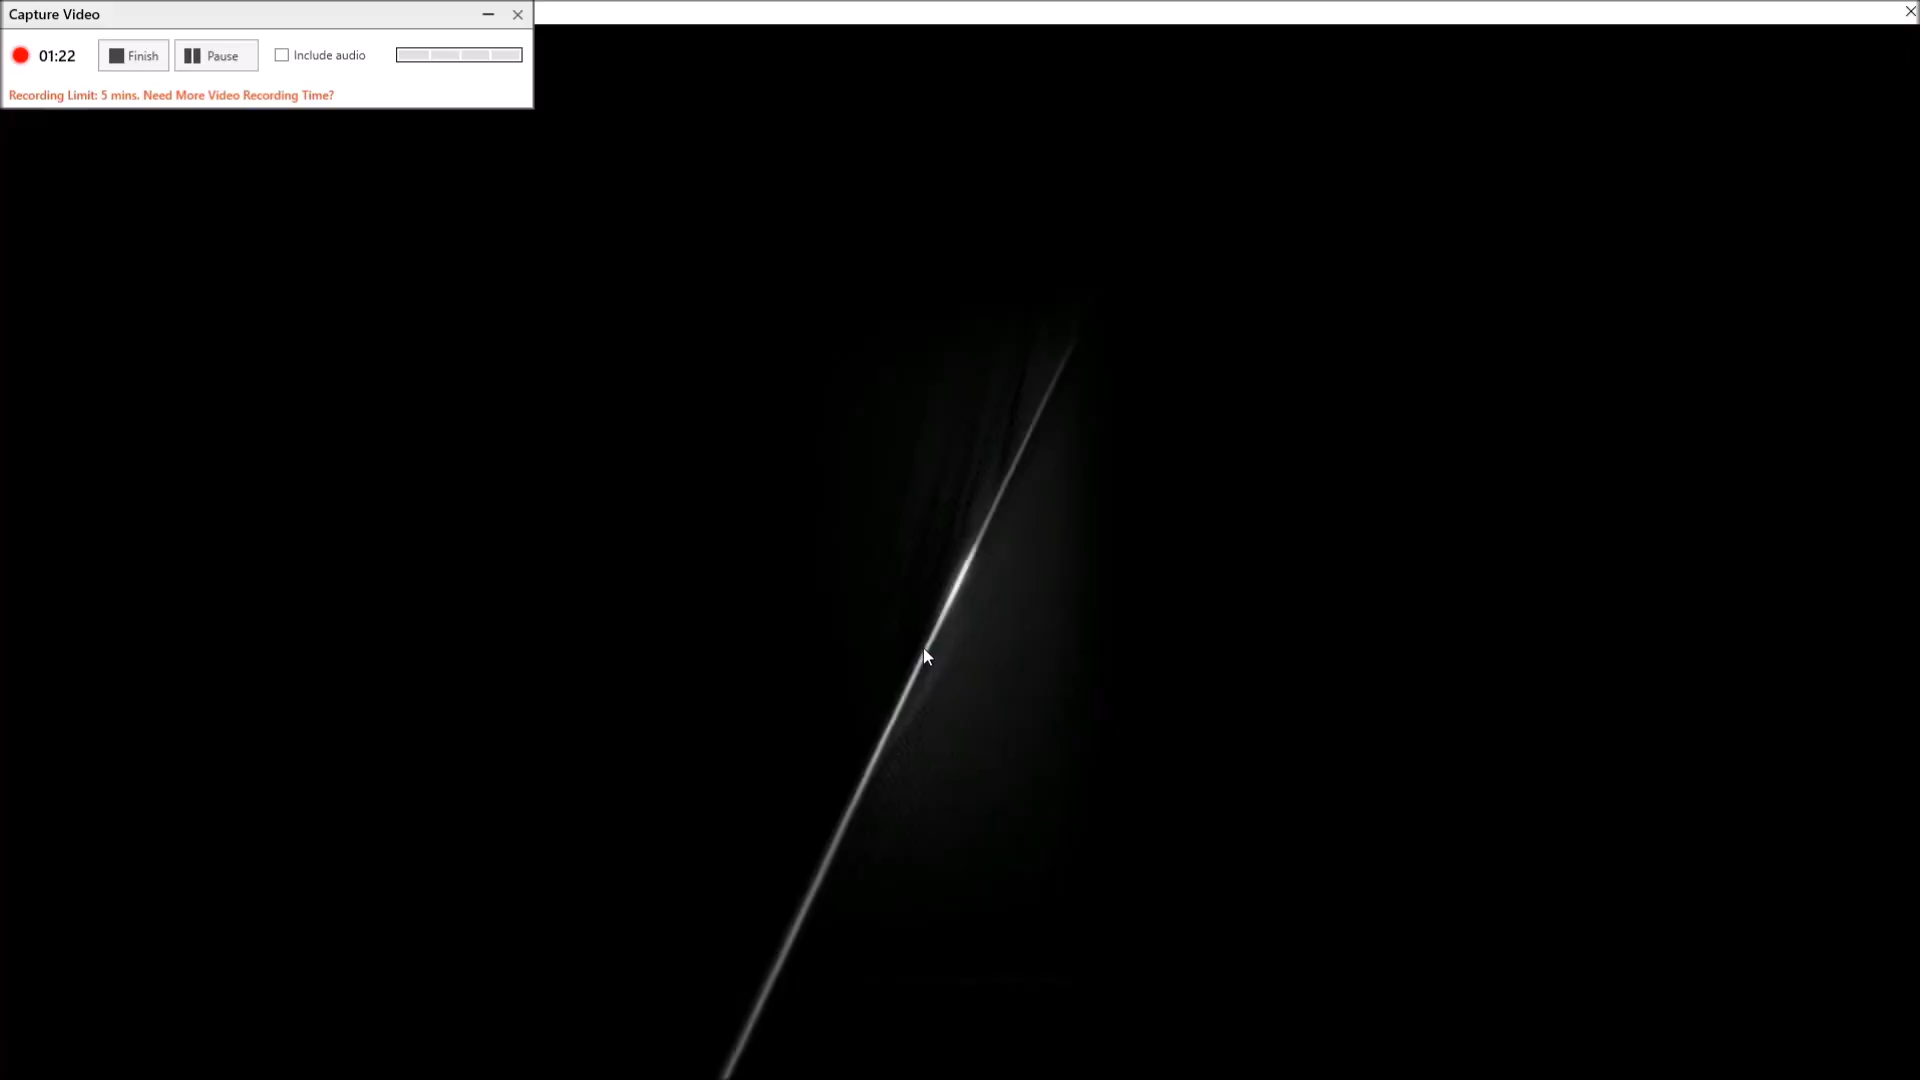 Capture Video
01:22 Finish Pause Include audio
Recording Limit: 5 mins. Need More Video Recording Time?